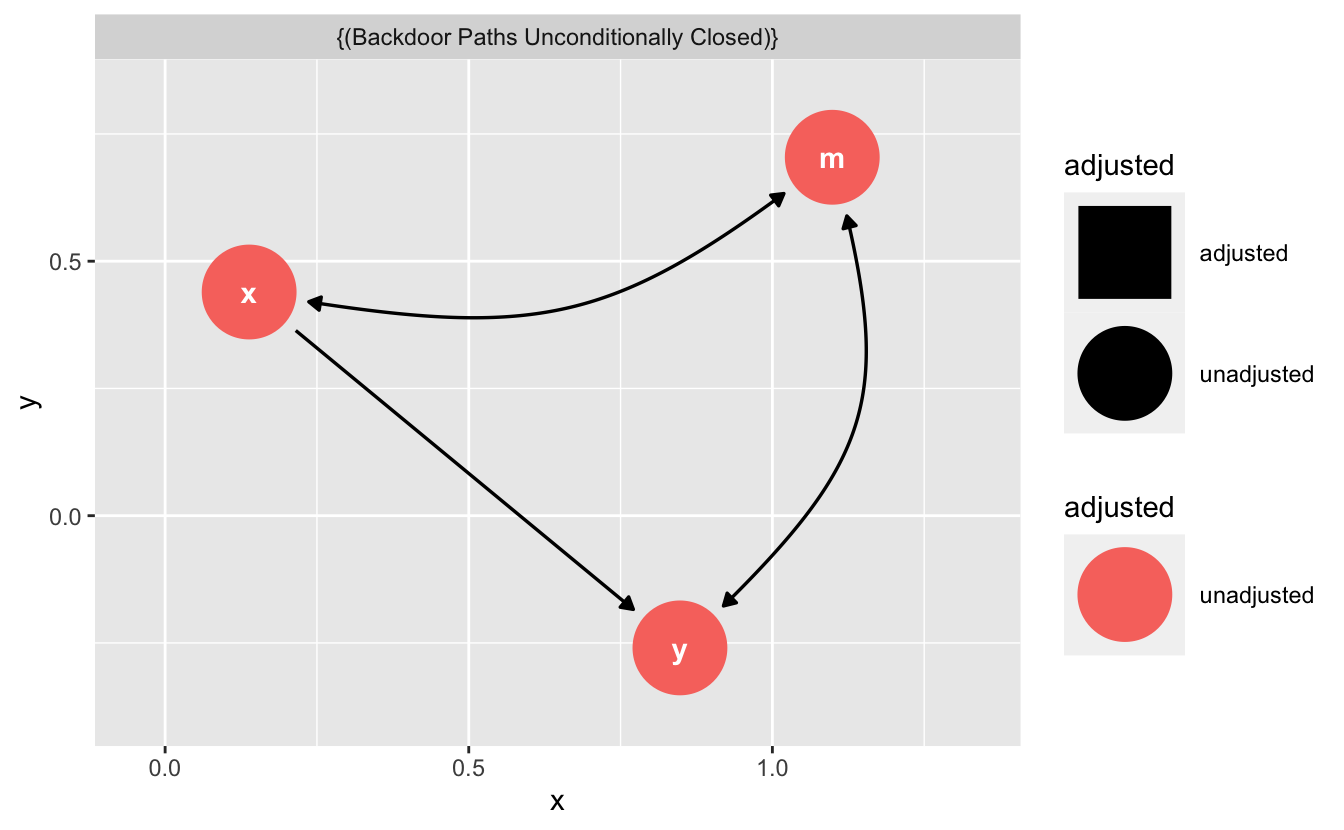 {(Backdoor Paths Unconditionally Closed)}
m
x
y
0.5
0.0
y
0.0
0.5
1.0
x
adjusted
adjusted
unadjusted
adjusted
unadjusted